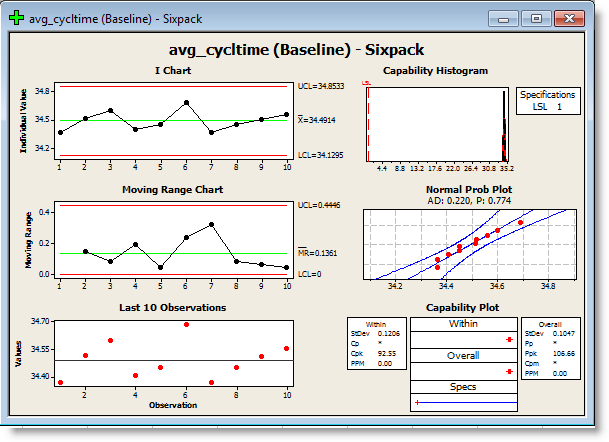 avg_cycltime (Baseline) - Sixpack
avg_cycltime (Baseline) - Sixpack
I Chart
Individual Value
34.8
34.5
34.2
1 2 3 4 5 6 7 8 9 10
UCL=34.8533
X=34.4914
LCL=34.1295
Capability Histogram
LSL
4.4 8.8 13.2 17.6 22.0 26.4 30.8 35.2
Specifications
LSL 1
Moving Range Chart
Moving Range
0.4
0.2
0.0
1 2 3 4 5 6 7 8 9 10
UCL=0.4446
MR=0.1361
LCL=0
Normal Prob Plot
AD: 0.220, P: 0.774
34.2 34.4 34.6 34.8
Last 10 Observations
Values
34.70
34.55
34.40
1 2 3 4 5 6 7 8 9 10
Observation
Capability Plot
Within
StDev 0.1206
Cp *
Cpk 92.55
PPM 0.00
Within
Overall
Specs
Overall
StDev 0.1047
Pp *
Ppk 106.66
Cpm *
PPM 0.00